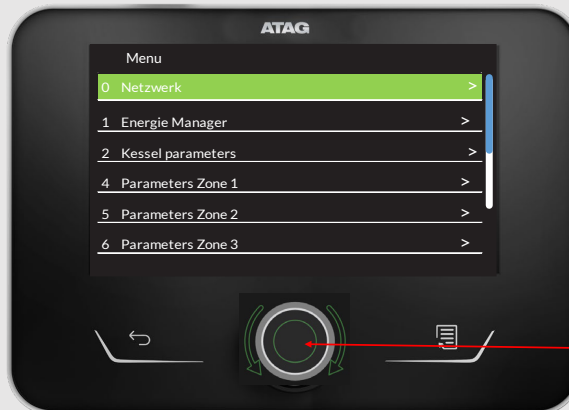 ATAG
Menu
0 Netzwerk >
1 Energie Manager >
2 Kessel parameters >
4 Parameters Zone 1 >
5 Parameters Zone 2 >
6 Parameters Zone 3 >